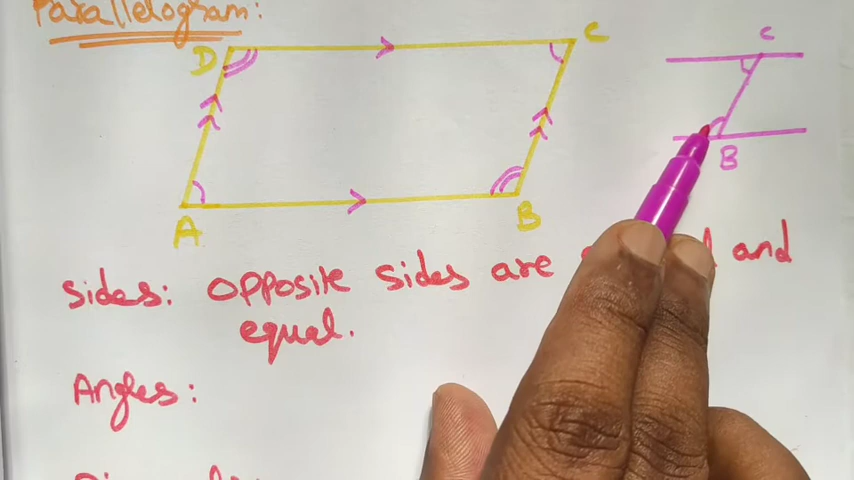 Parallelogram:
D
C
A
B
C
B
Sides: Opposite sides are and
equal.
Angles: